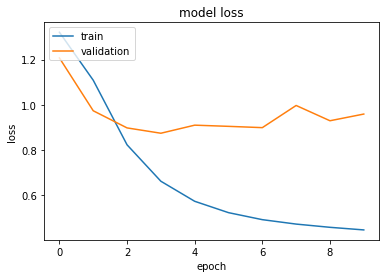 model loss
train
validation
1.2
1.0
0.8
0.6
loss
0
2
4
6
8
epoch